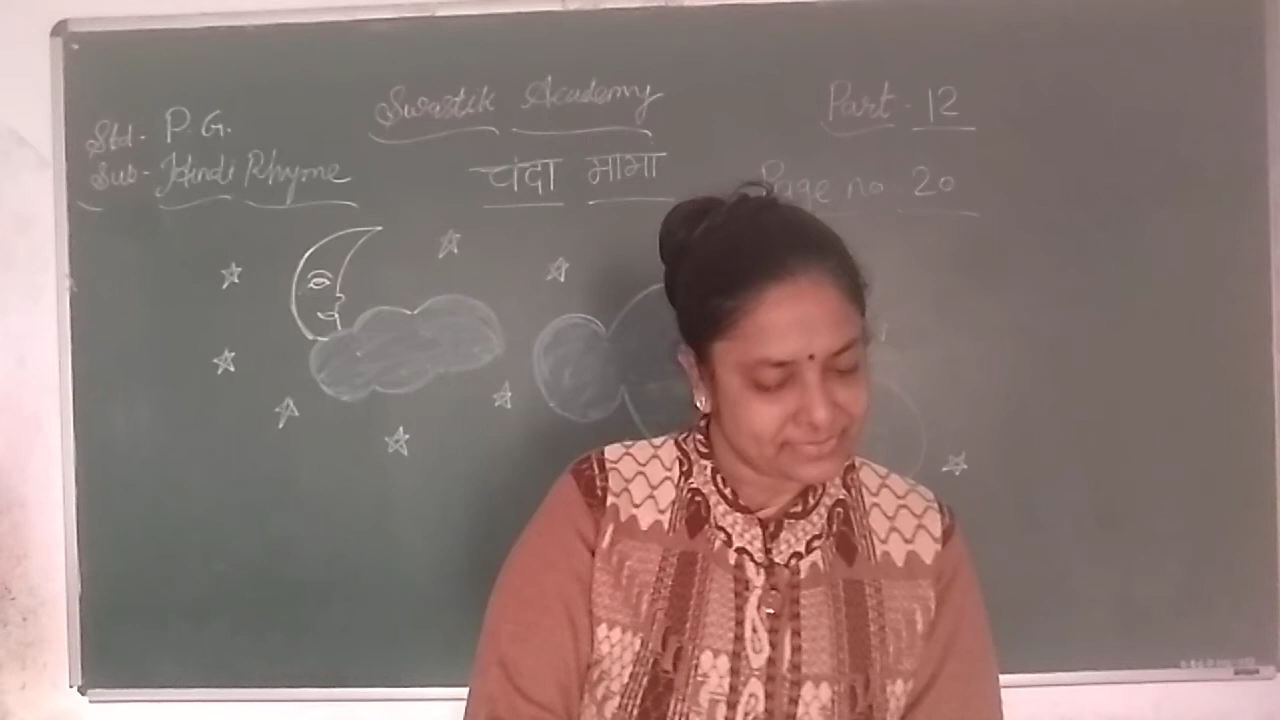 Swastik Academy
Part - 12
Std - P.G.
Sub - Hindi Rhyme
चंदा मामा
Page no. 20